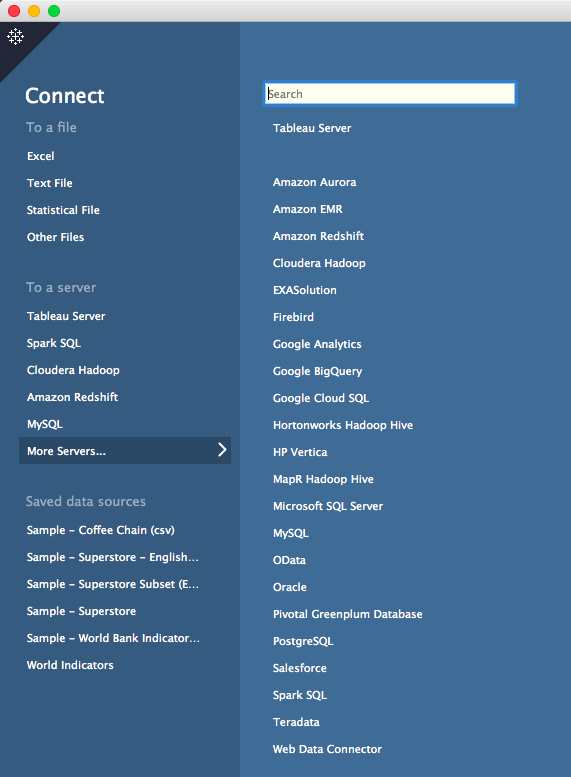 Connect
To a file
Excel
Text File
Statistical File
Other Files
To a server
Tableau Server
Spark SQL
Cloudera Hadoop
Amazon Redshift
MySQL
More Servers...
Saved data sources
Sample – Coffee Chain (csv)
Sample – Superstore – English...
Sample – Superstore Subset (E...
Sample – Superstore
Sample – World Bank Indicator...
World Indicators
Search
Tableau Server
Amazon Aurora
Amazon EMR
Amazon Redshift
Cloudera Hadoop
EXASolution
Firebird
Google Analytics
Google BigQuery
Google Cloud SQL
Hortonworks Hadoop Hive
HP Vertica
MapR Hadoop Hive
Microsoft SQL Server
MySQL
OData
Oracle
Pivotal Greenplum Database
PostgreSQL
Salesforce
Spark SQL
Teradata
Web Data Connector